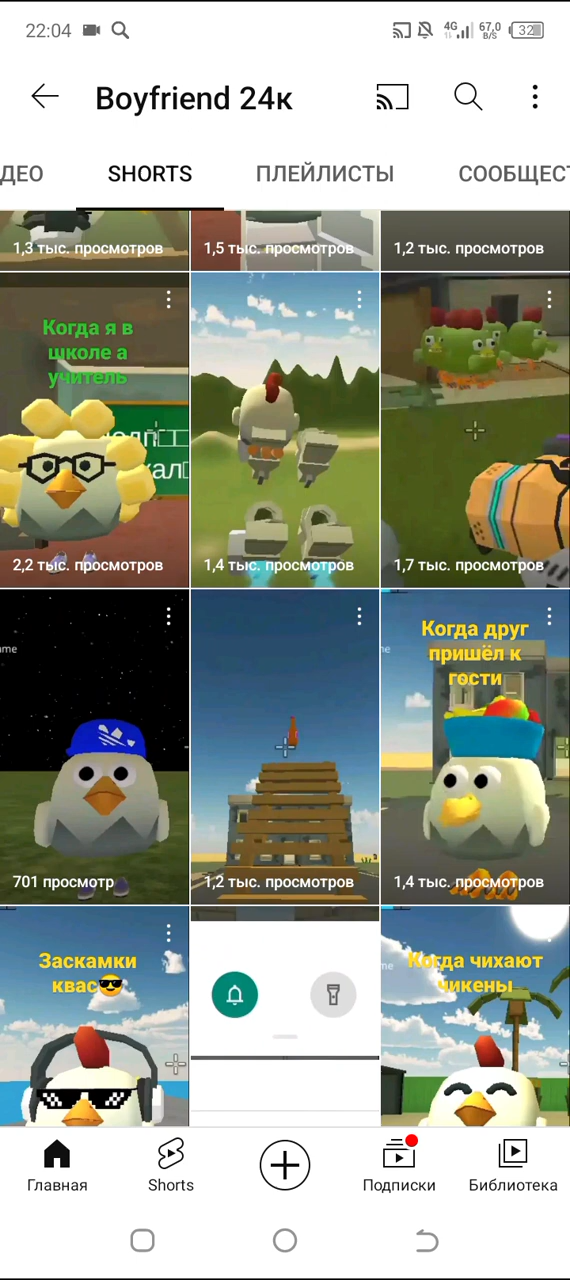 22:04
4G
67,0
B/S
32
Boyfriend 24к
ДЕО
SHORTS
ПЛЕЙЛИСТЫ
СООБЩЕСТ
1,3 тыс. просмотров
1,5 тыс. просмотров
1,2 тыс. просмотров
Когда я в
школе а
учитель
2,2 тыс. просмотров
1,4 тыс. просмотров
1,7 тыс. просмотров
me
701 просмотр
1,2 тыс. просмотров
Когда друг
пришёл к
гости
1,4 тыс. просмотров
Заскамки
квас😎
Когда чихают
чикены
Главная
Shorts
Подписки
Библиотека